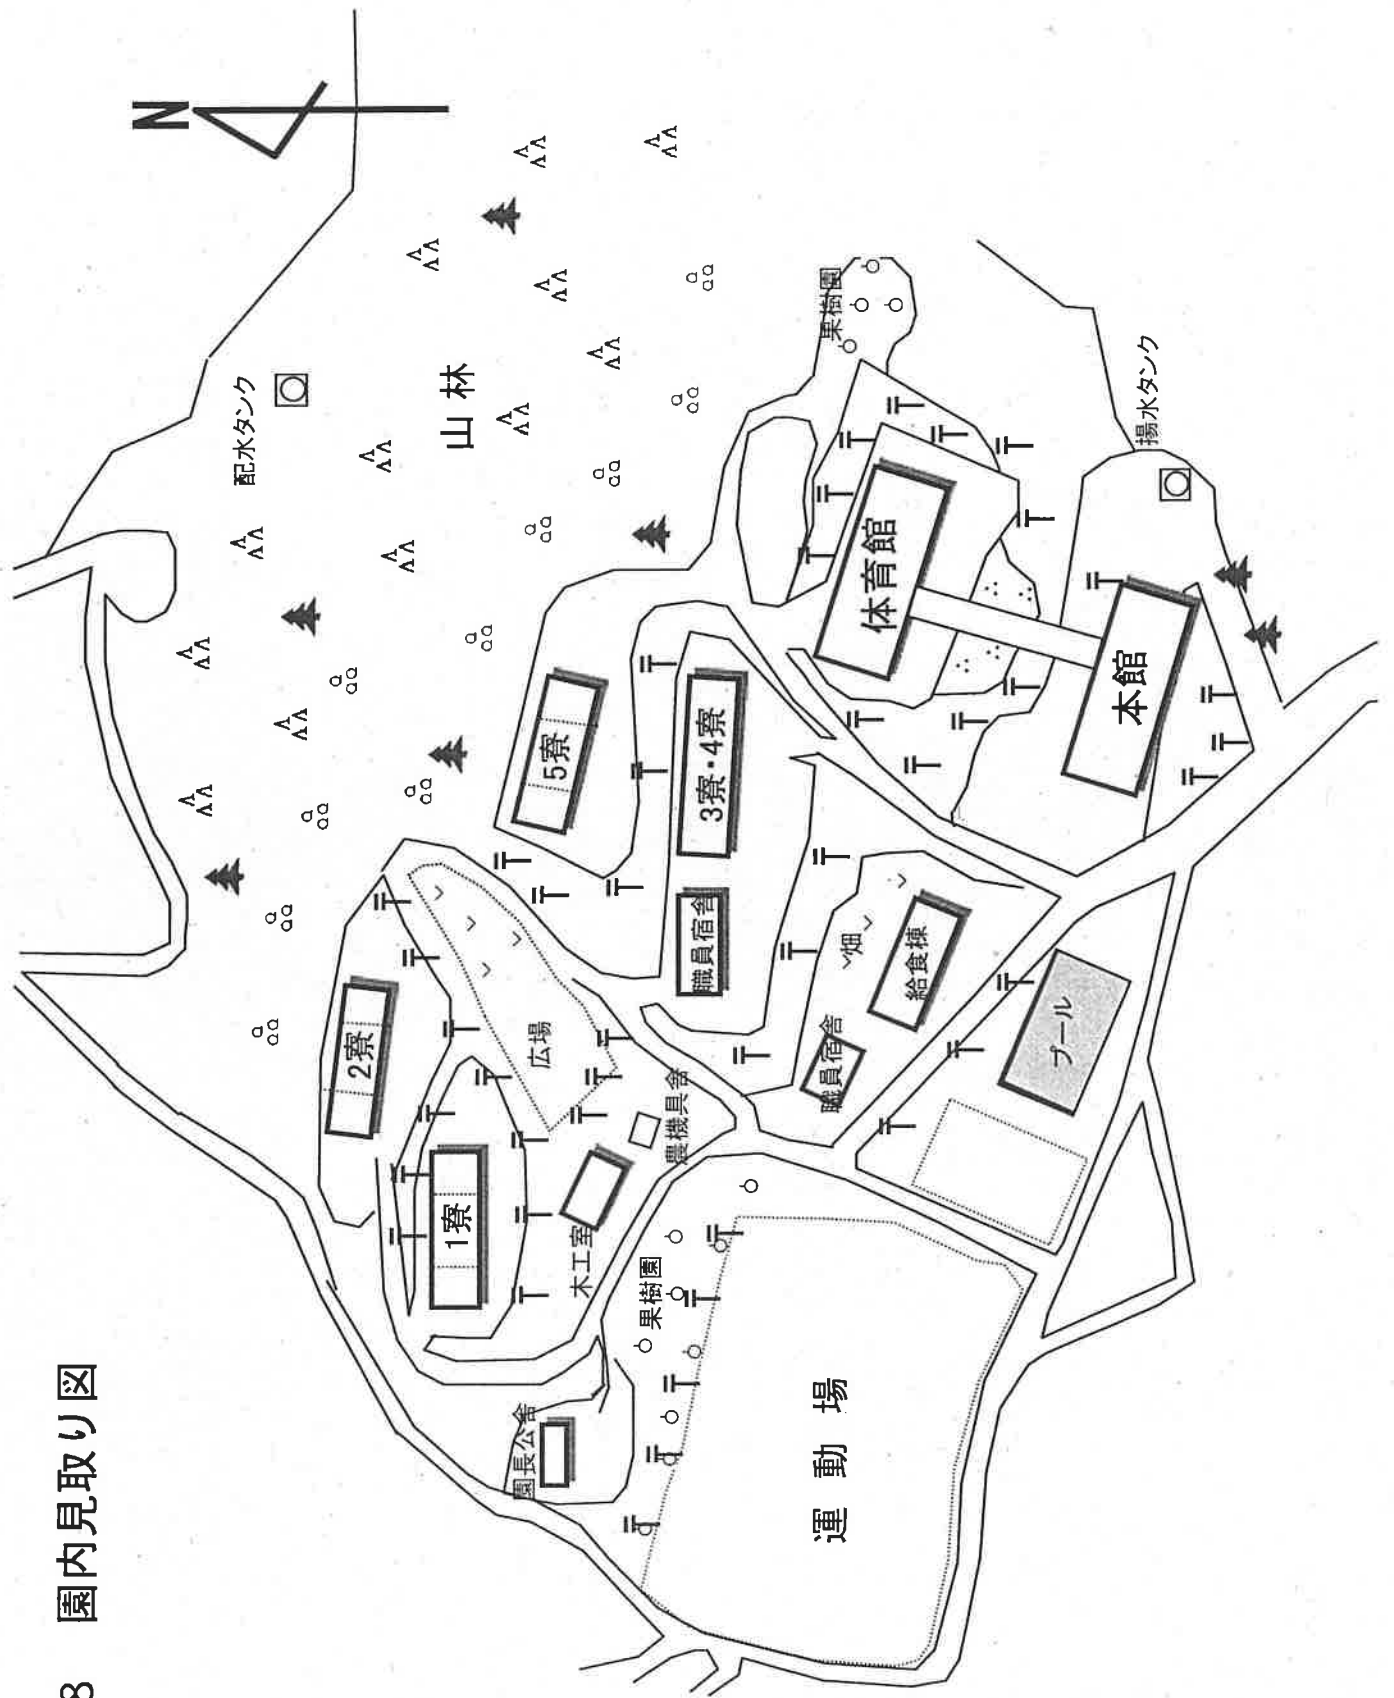 8 園内見取り図
N
配水タンク
山林
果樹園
揚水タンク
体育館
本館
5寮
3寮・4寮
職員宿舎
2寮
広場
1寮
農機具舎
木工室
畑
給食棟
職員宿舎
プール
果樹園
園長公舎
運動場